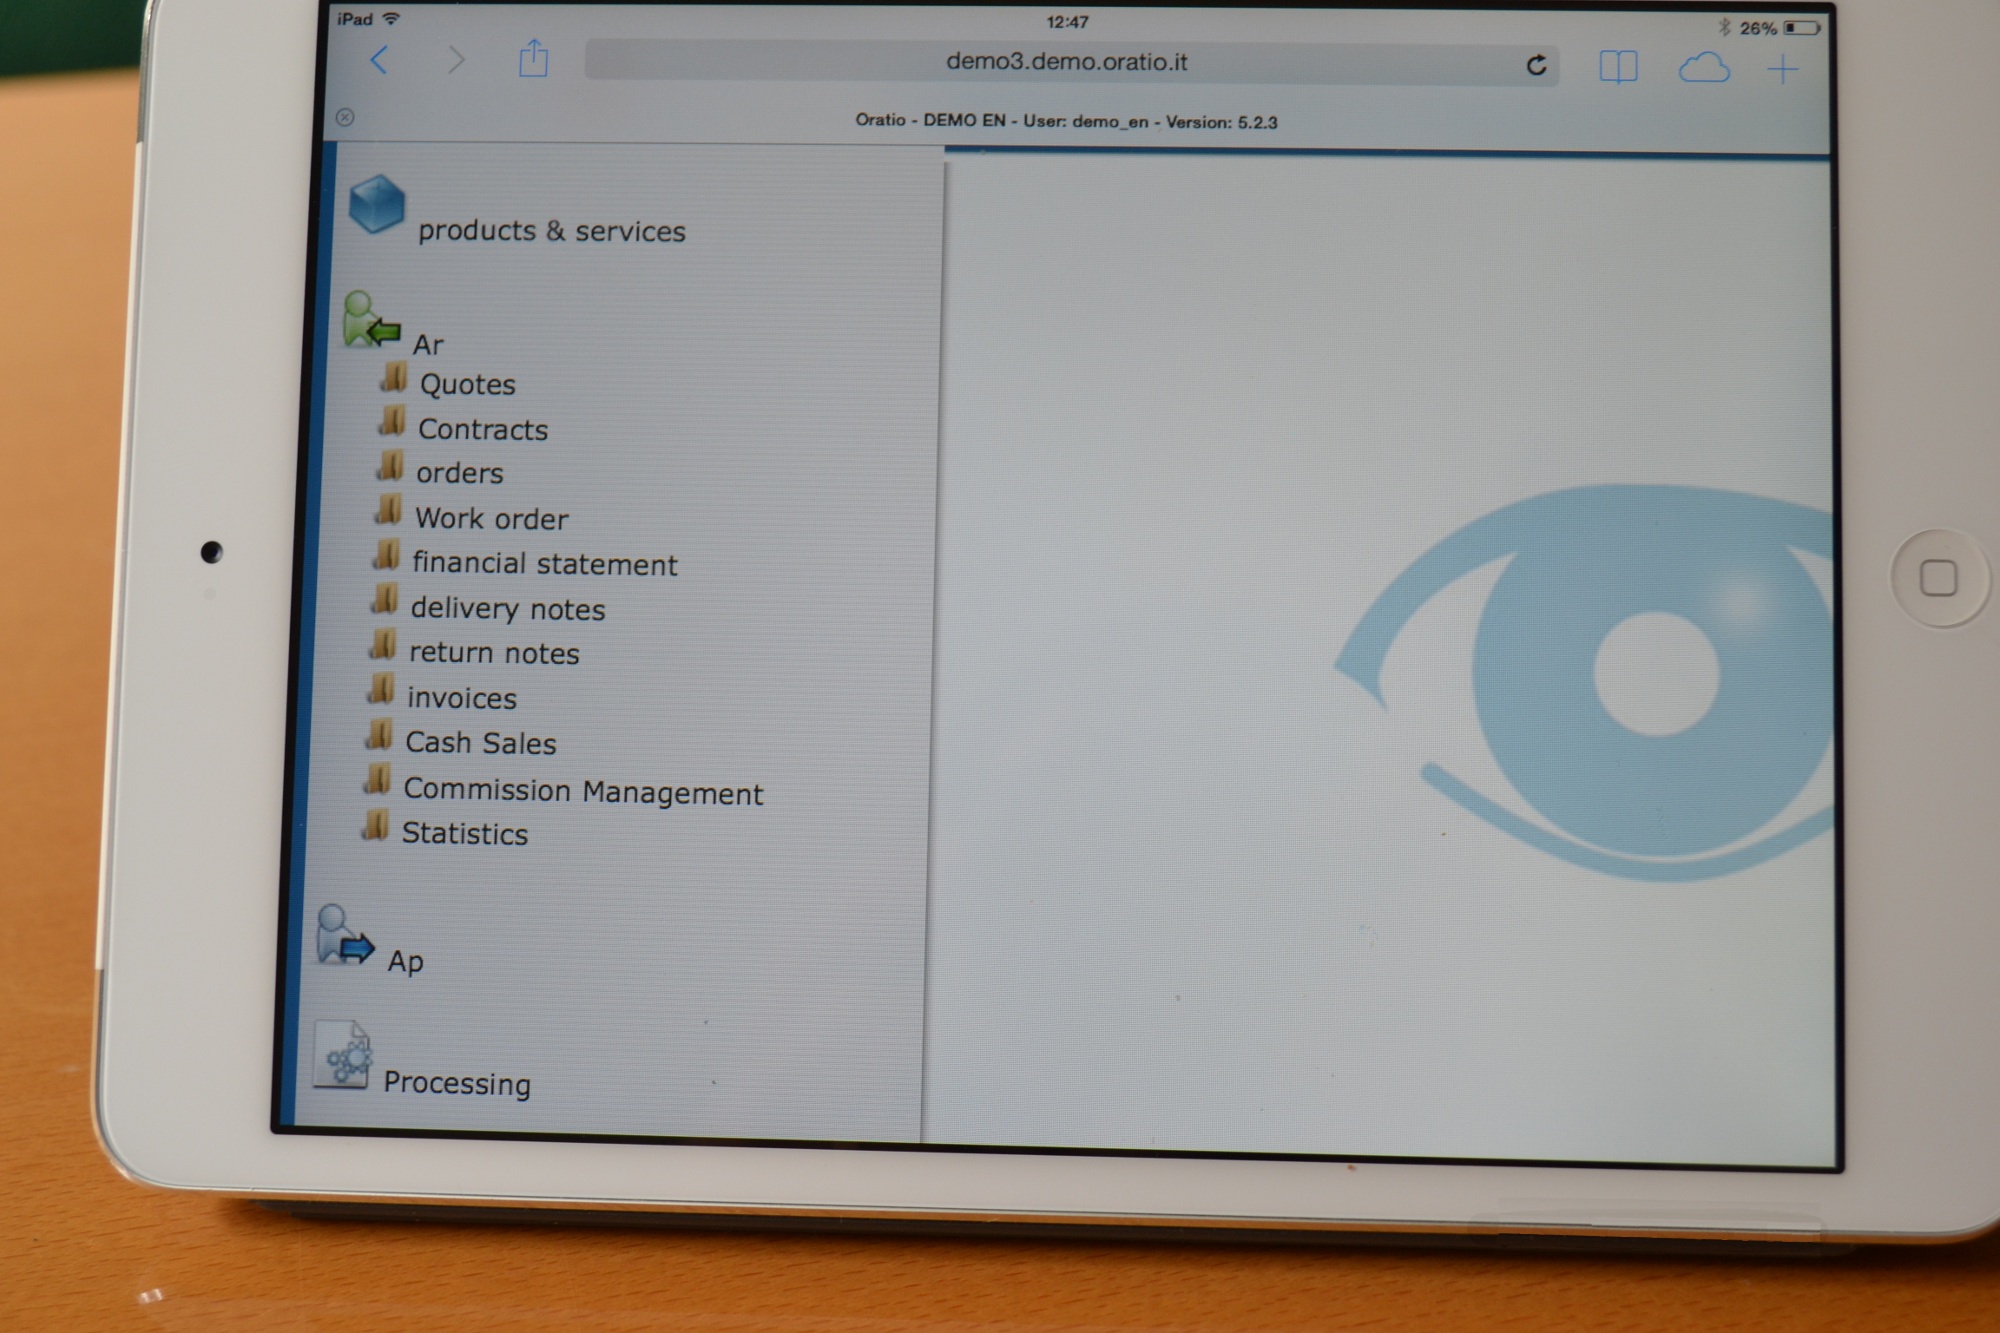 iPad 12:47 26%
demo3.demo.oratio.it
Oratio - DEMO EN - User: demo_en - Version: 5.2.3
products & services
Ar
Quotes
Contracts
orders
Work order
financial statement
delivery notes
return notes
invoices
Cash Sales
Commission Management
Statistics
Ap
Processing